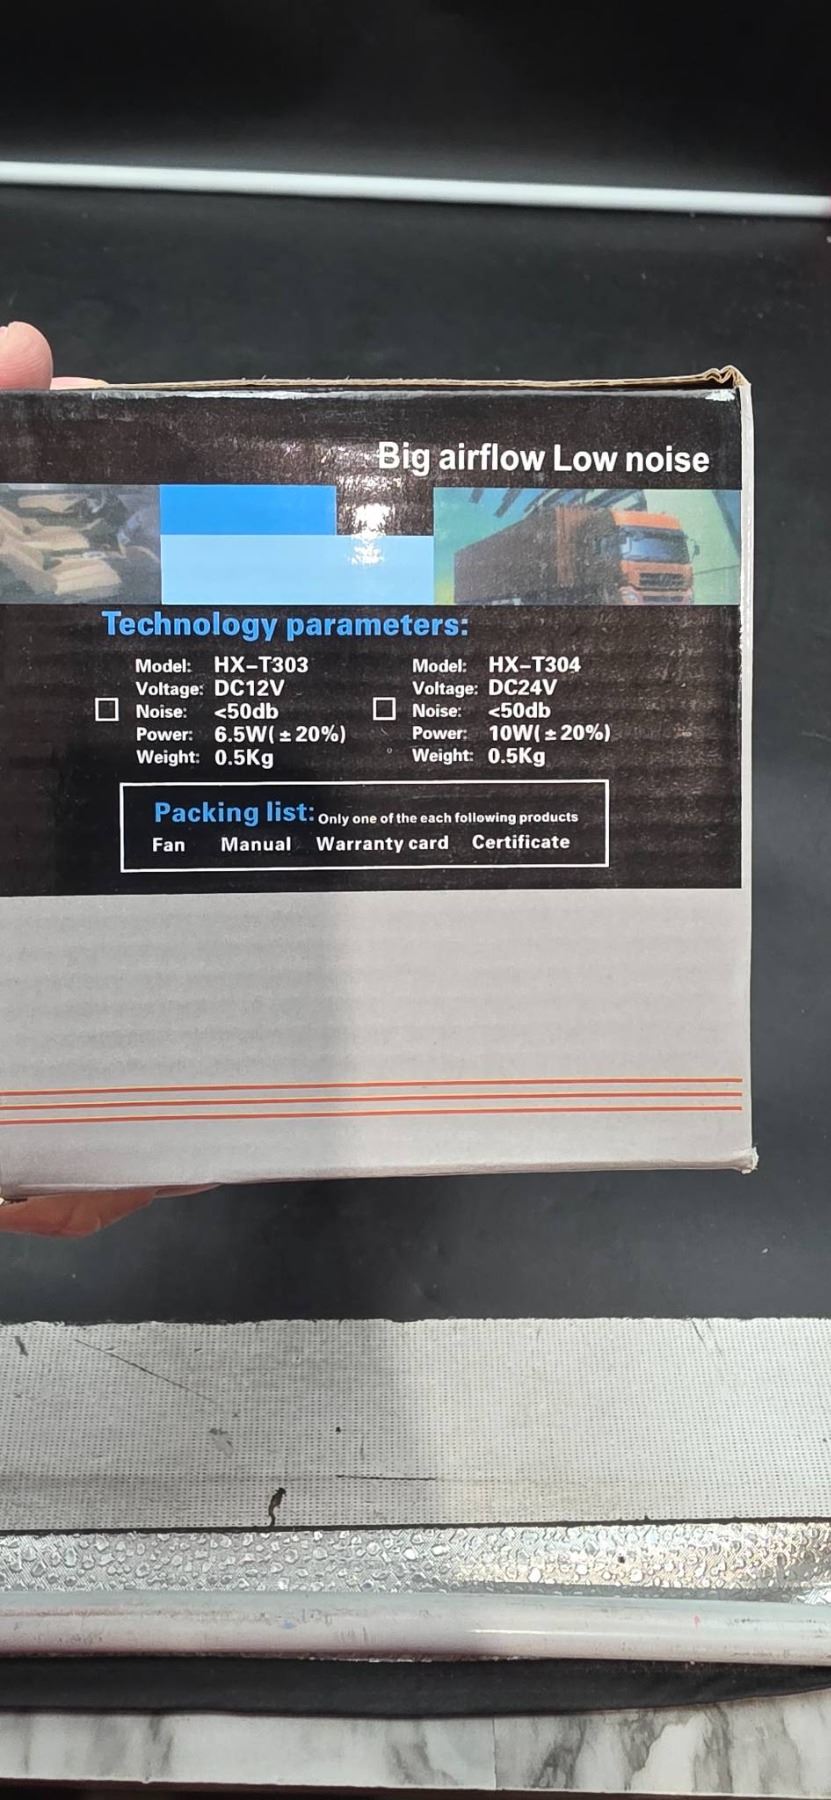 Big airflow Low noise
Technology parameters:
Model: HX-T303
Voltage: DC12V
Noise: <50db
Power: 6.5W(±20%)
Weight: 0.5Kg
Model: HX-T304
Voltage: DC24V
Noise: <50db
Power: 10W(±20%)
Weight: 0.5Kg
Packing list: Only one of the each following products
Fan Manual Warranty card Certificate